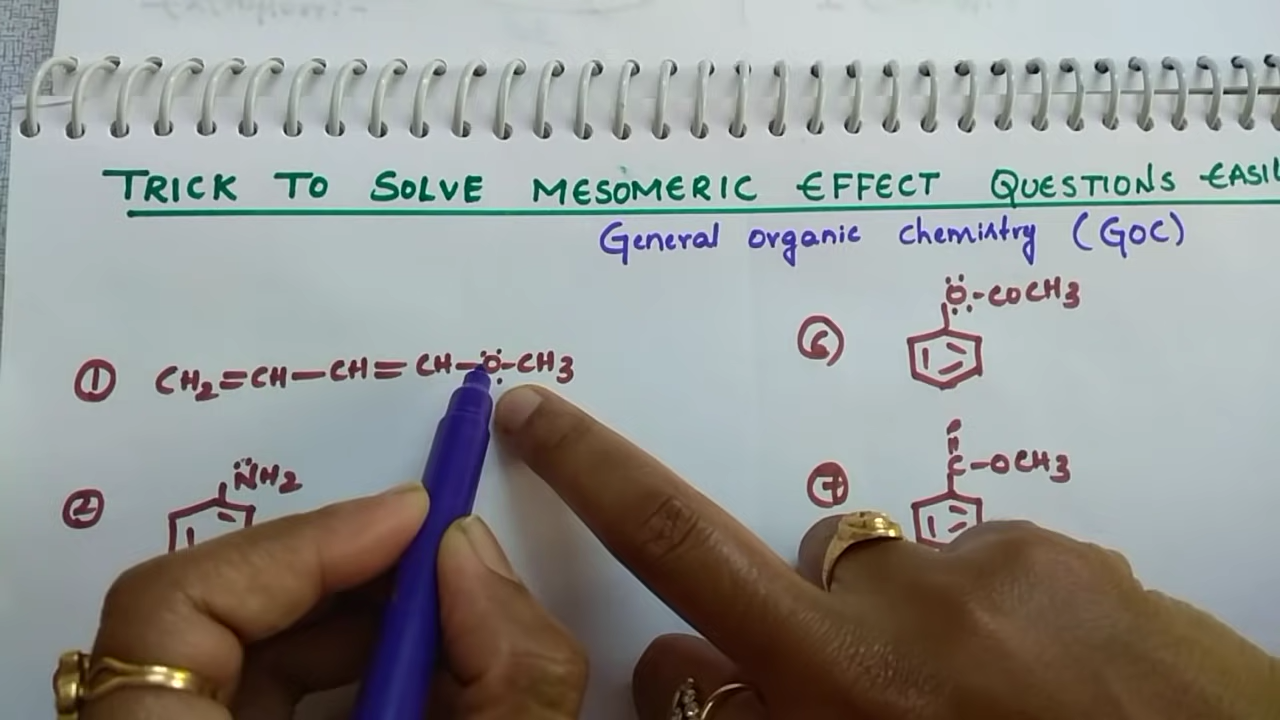 TRICK TO SOLVE MESOMERIC EFFECT QUESTIONS EASIL
General organic chemistry (GOC)
① CH₂=CH—CH=CH—Ö-CH₃
② N̈H₂
⑥ Ö-COCH₃
⑦ C-OCH₃